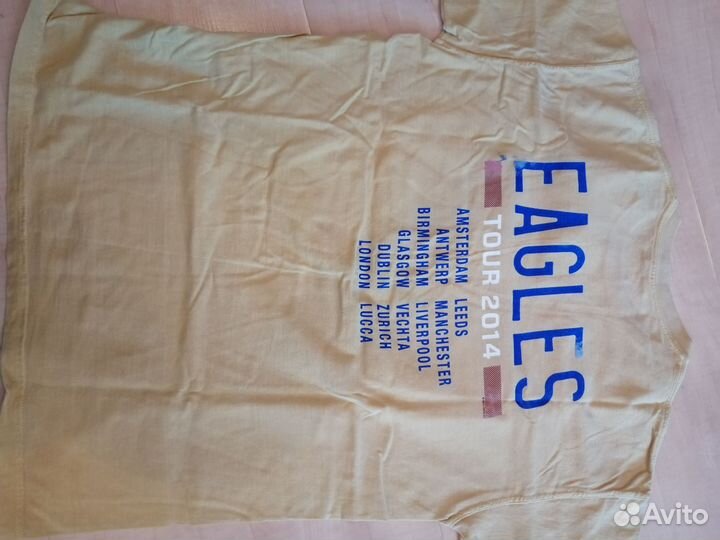 EAGLES
TOUR 2014
AMSTERDAM LEEDS
ANTWERP MANCHESTER
BIRMINGHAM LIVERPOOL
GLASGOW VECHTA
DUBLIN ZURICH
LONDON LUCCA
Avito